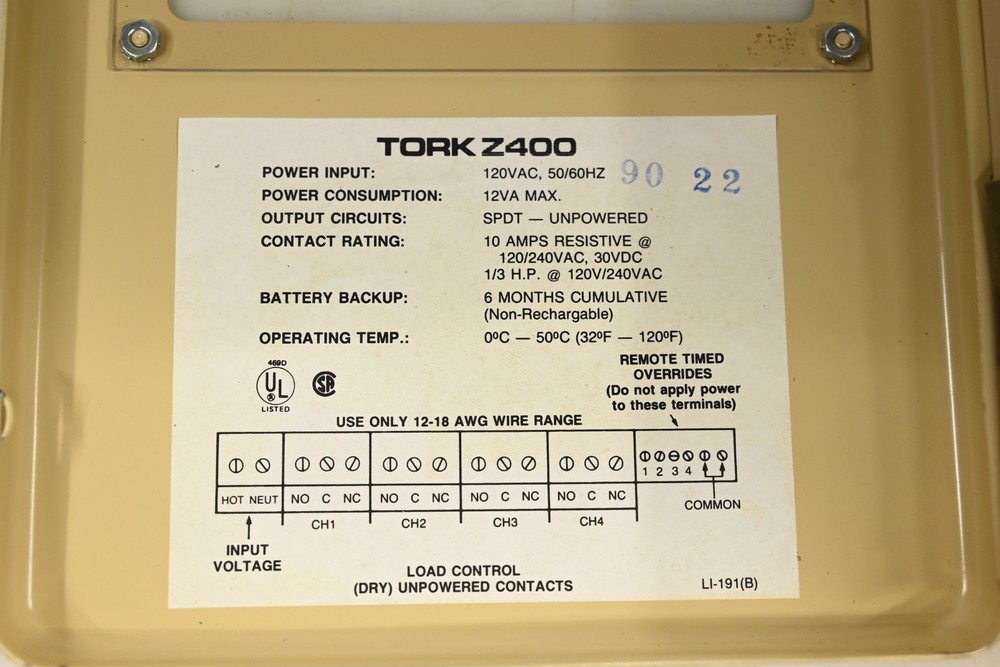 TORK Z400
POWER INPUT: 120VAC, 50/60HZ 90 22
POWER CONSUMPTION: 12VA MAX.
OUTPUT CIRCUITS: SPDT — UNPOWERED
CONTACT RATING: 10 AMPS RESISTIVE @
120/240VAC, 30VDC
1/3 H.P. @ 120V/240VAC
BATTERY BACKUP: 6 MONTHS CUMULATIVE
(Non-Rechargable)
OPERATING TEMP.: 0ºC — 50ºC (32ºF — 120ºF)
469D
UL
R
LISTED
SA
REMOTE TIMED
OVERRIDES
(Do not apply power
to these terminals)
USE ONLY 12-18 AWG WIRE RANGE
1 2 3 4
HOT NEUT NO C NC NO C NC NO C NC NO C NC
COMMON
CH1 CH2 CH3 CH4
INPUT
VOLTAGE
LOAD CONTROL
(DRY) UNPOWERED CONTACTS
LI-191(B)